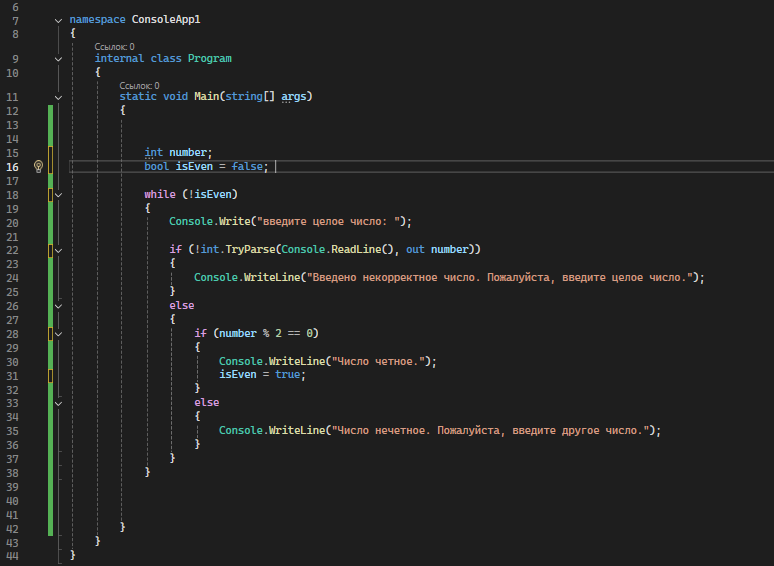 6
7 namespace ConsoleApp1
8 {
Ссылок: 0
9 internal class Program
10 {
Ссылок: 0
11 static void Main(string[] args)
12 {
13
14
15 int number;
16 bool isEven = false;
17
18 while (!isEven)
19 {
20 Console.Write("введите целое число: ");
21
22 if (!int.TryParse(Console.ReadLine(), out number))
23 {
24 Console.WriteLine("Введено некорректное число. Пожалуйста, введите целое число.");
25 }
26 else
27 {
28 if (number % 2 == 0)
29 {
30 Console.WriteLine("Число четное.");
31 isEven = true;
32 }
33 else
34 {
35 Console.WriteLine("Число нечетное. Пожалуйста, введите другое число.");
36 }
37 }
38 }
39
40
41
42 }
43 }
44 }